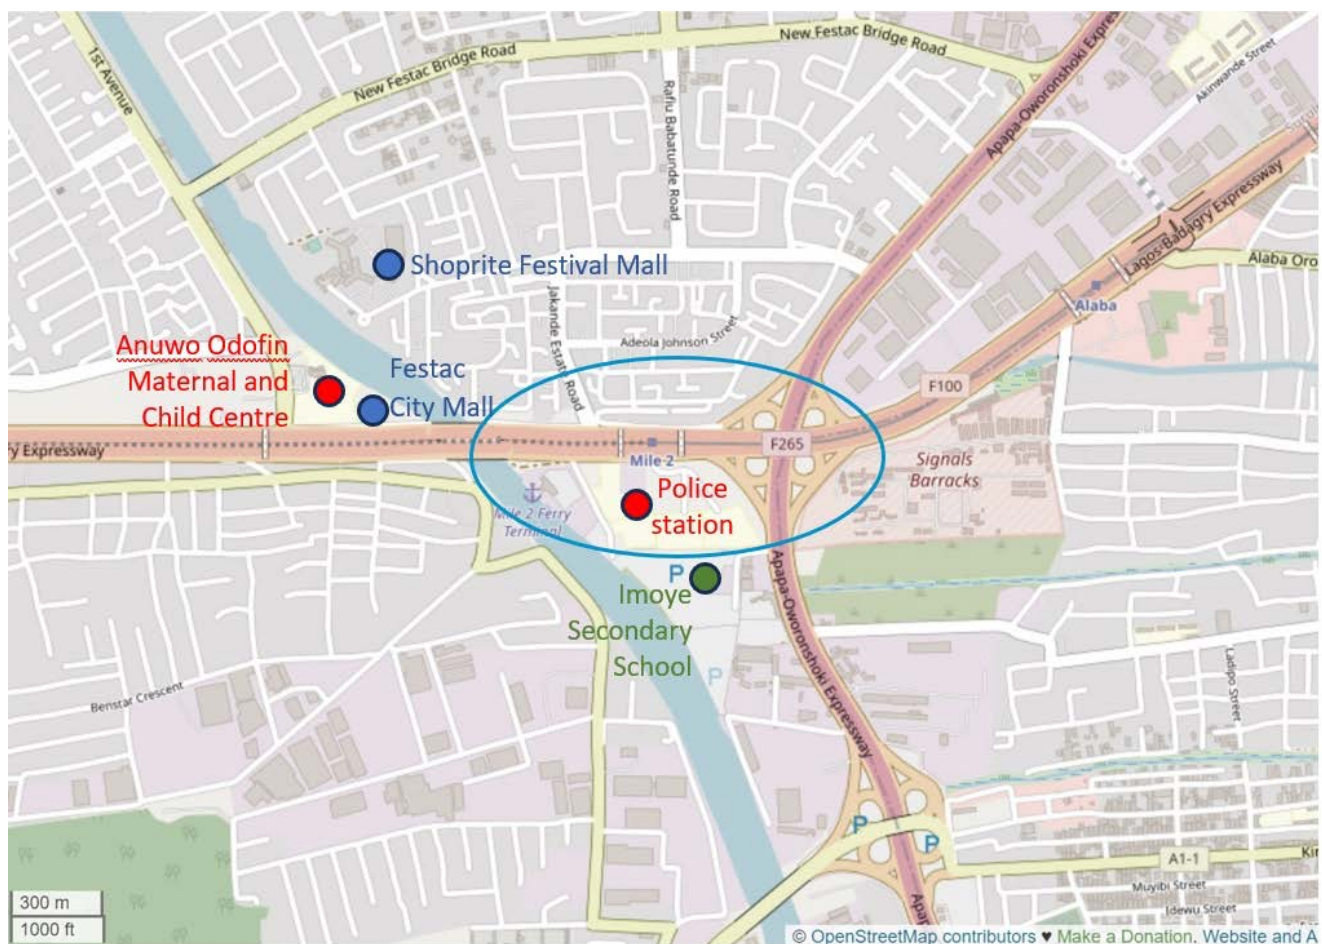 1st Avenue
New Festac Bridge Road
New Festac Bridge Road
Rafiu Babatunde Road
Apapa-Oworonshoki Expres
Akinwande Street
Lagos-Badagry Expressway
Alaba Oro
Alaba
Shoprite Festival Mall
Jakande Estate Road
Adeola Johnson Street
Anuwo Odofin
Maternal and
Child Centre
Festac
City Mall
F100
F265
ry Expressway
Mile 2
Signals
Barracks
Police
station
Mile 2 Ferry
Terminal
P
Imoye
Secondary
School
P
Apapa-Oworonshoki Expressway
Benstar Crescent
Ladipo Street
P
P
A1-1
Kin
Muyibi Street
Idewu Street
Apap
300 m
1000 ft
© OpenStreetMap contributors ♥ Make a Donation. Website and A